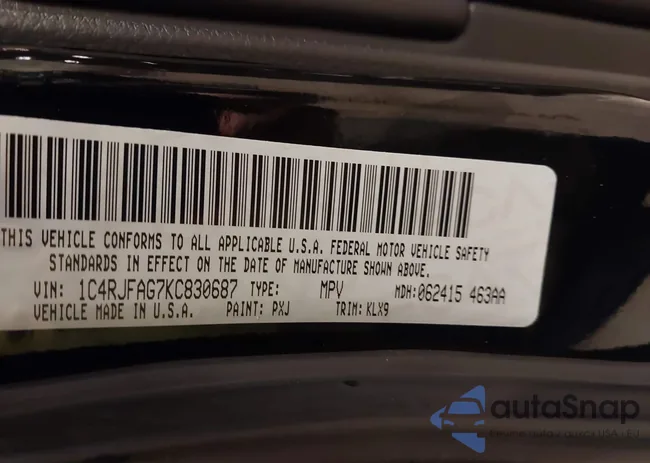 THIS VEHICLE CONFORMS TO ALL APPLICABLE U.S.A. FEDERAL MOTOR VEHICLE SAFETY
STANDARDS IN EFFECT ON THE DATE OF MANUFACTURE SHOWN ABOVE.
VIN: 1C4RJFAG7KC830687 TYPE: MPV MDH:062415 463AA
VEHICLE MADE IN U.S.A. PAINT: PXJ TRIM: KLX9
autaSnap